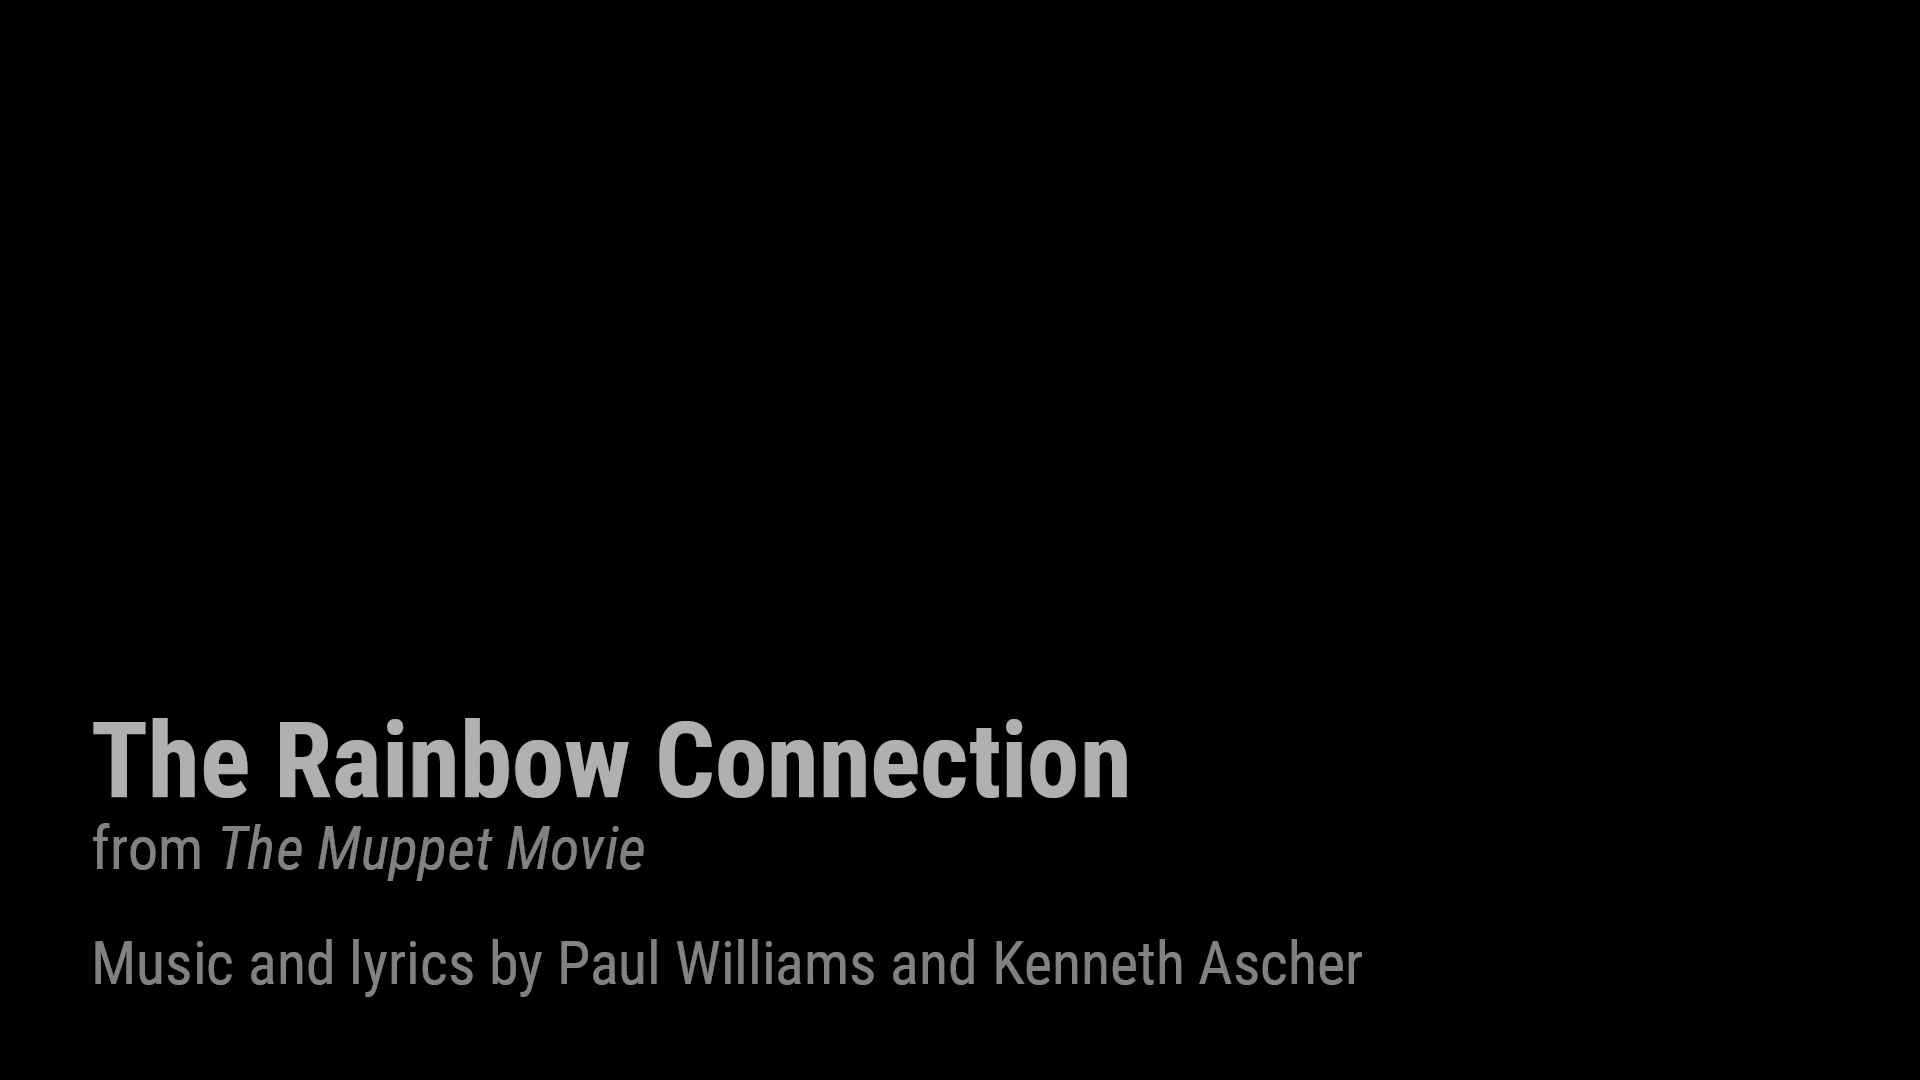 The Rainbow Connection
from The Muppet Movie
Music and lyrics by Paul Williams and Kenneth Ascher